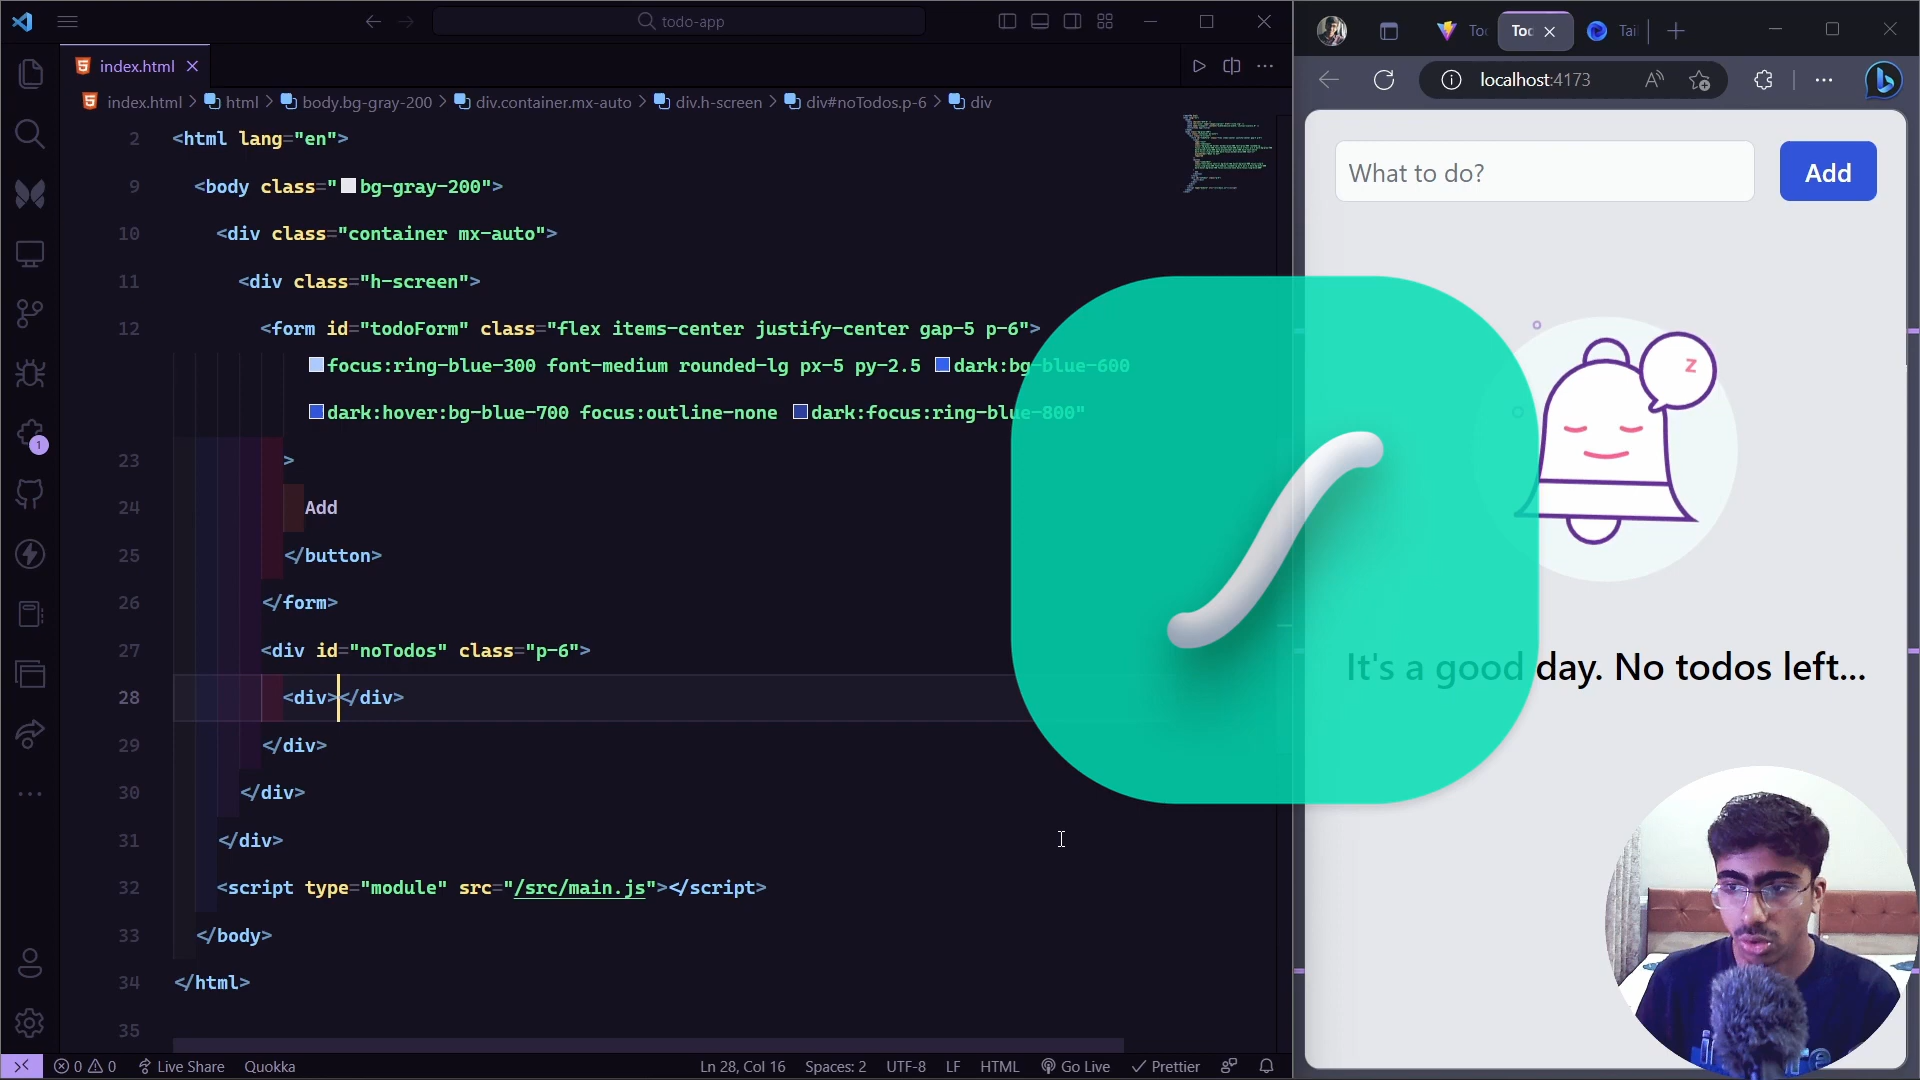 todo-app
index.html
index.html > html > body.bg-gray-200 > div.container.mx-auto > div.h-screen > div#noTodos.p-6 > div
2 <html lang="en">
9 <body class="bg-gray-200">
10 <div class="container mx-auto">
11 <div class="h-screen">
12 <form id="todoForm" class="flex items-center justify-center gap-5 p-6">
focus:ring-blue-300 font-medium rounded-lg px-5 py-2.5 dark:bg-blue-600
dark:hover:bg-blue-700 focus:outline-none dark:focus:ring-blue-800"
23 >
24 Add
25 </button>
26 </form>
27 <div id="noTodos" class="p-6">
28 <div></div>
29 </div>
30 </div>
31 </div>
32 <script type="module" src="/src/main.js"></script>
33 </body>
34 </html>
35
1
0 0 Live Share Quokka Ln 28, Col 16 Spaces: 2 UTF-8 LF HTML Go Live Prettier
Toc Tai
localhost:4173
What to do?
Add
z
It's a good day. No todos left...